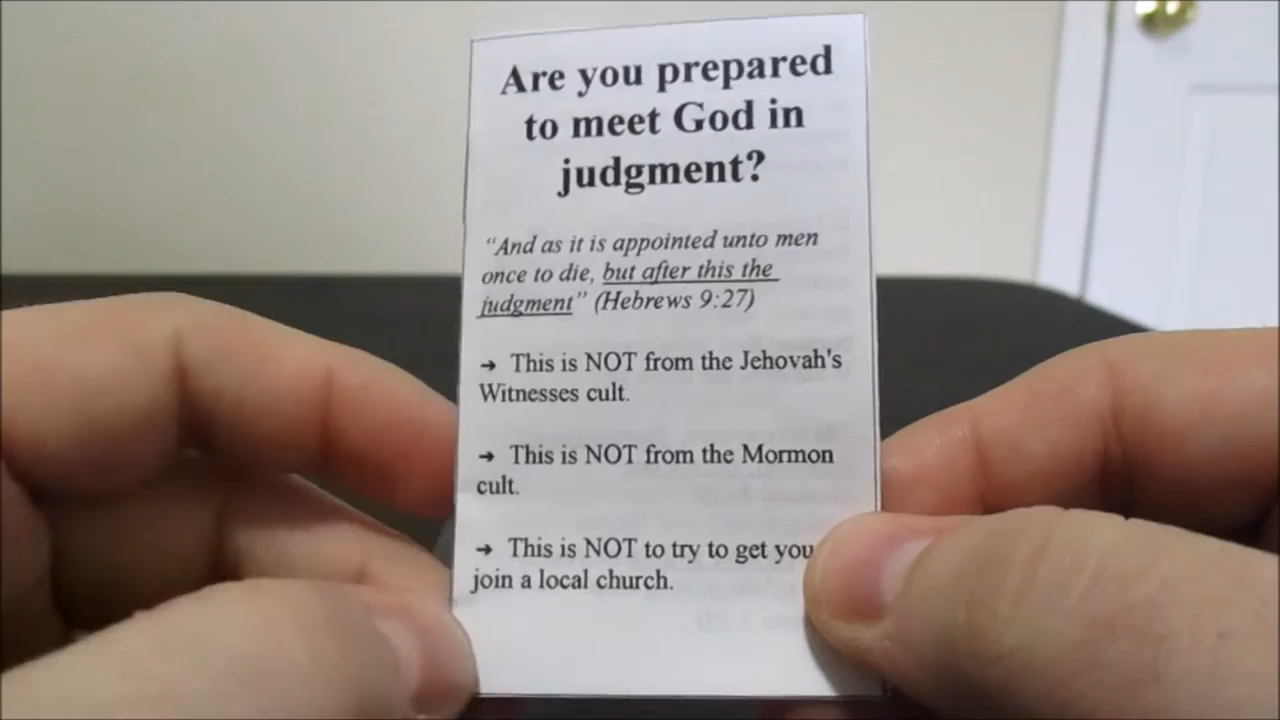 Are you prepared
to meet God in
judgment?
“And as it is appointed unto men
once to die, but after this the
judgment” (Hebrews 9:27)
➔ This is NOT from the Jehovah's
Witnesses cult.
➔ This is NOT from the Mormon
cult.
➔ This is NOT to try to get you
join a local church.